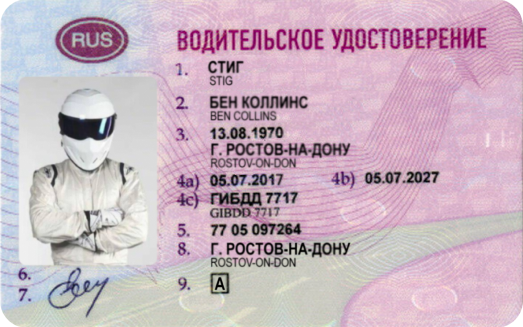 RUS
ВОДИТЕЛЬСКОЕ УДОСТОВЕРЕНИЕ
1. СТИГ
STIG
2. БЕН КОЛЛИНС
BEN COLLINS
3. 13.08.1970
Г. РОСТОВ-НА-ДОНУ
ROSTOV-ON-DON
4a) 05.07.2017 4b) 05.07.2027
4c) ГИБДД 7717
GIBDD 7717
5. 77 05 097264
8. Г. РОСТОВ-НА-ДОНУ
ROSTOV-ON-DON
6.
7.
9. A